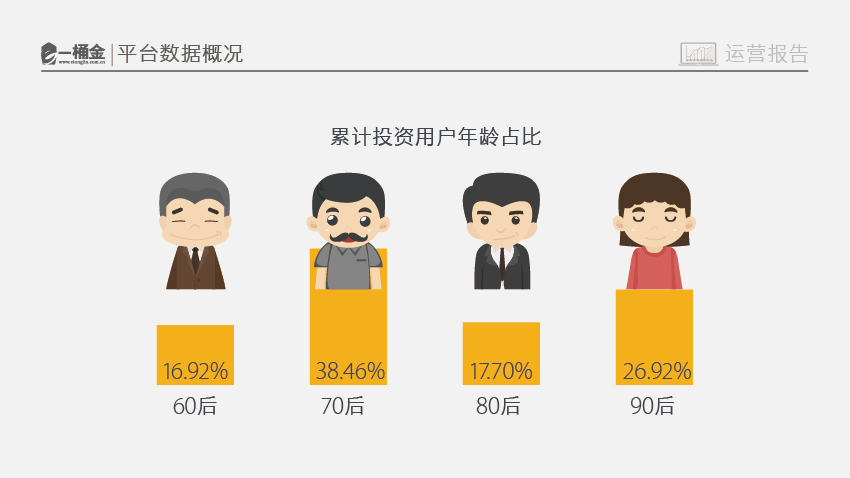 一桶金
平台数据概况
运营报告
累计投资用户年龄占比
16.92%
38.46%
17.70%
26.92%
60后
70后
80后
90后